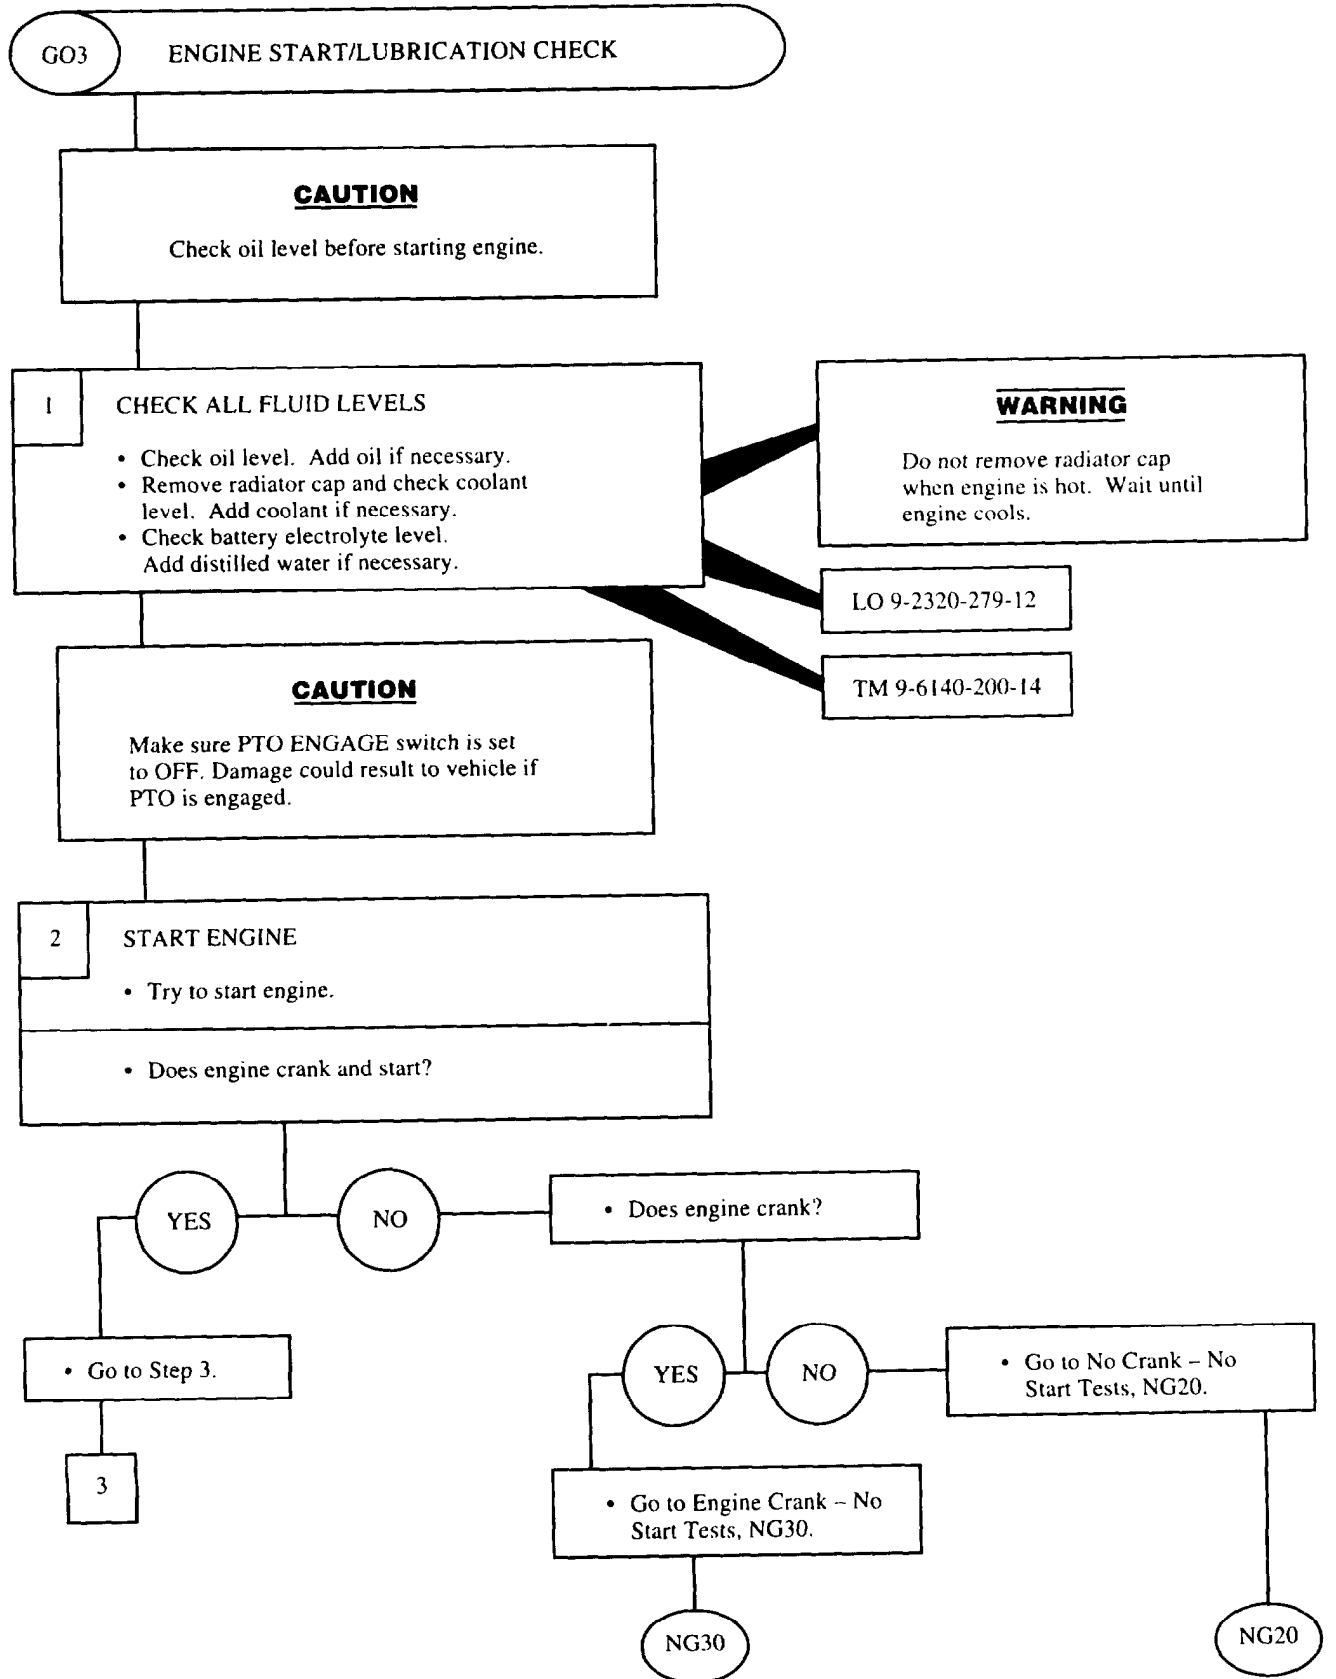 GO3 ENGINE START/LUBRICATION CHECK
CAUTION
Check oil level before starting engine.
1 CHECK ALL FLUID LEVELS
• Check oil level. Add oil if necessary.
• Remove radiator cap and check coolant
level. Add coolant if necessary.
• Check battery electrolyte level.
Add distilled water if necessary.
WARNING
Do not remove radiator cap
when engine is hot. Wait until
engine cools.
LO 9-2320-279-12
TM 9-6140-200-14
CAUTION
Make sure PTO ENGAGE switch is set
to OFF. Damage could result to vehicle if
PTO is engaged.
2 START ENGINE
• Try to start engine.
• Does engine crank and start?
YES
NO
• Does engine crank?
• Go to Step 3.
3
YES
NO
• Go to No Crank – No
Start Tests, NG20.
• Go to Engine Crank – No
Start Tests, NG30.
NG30
NG20